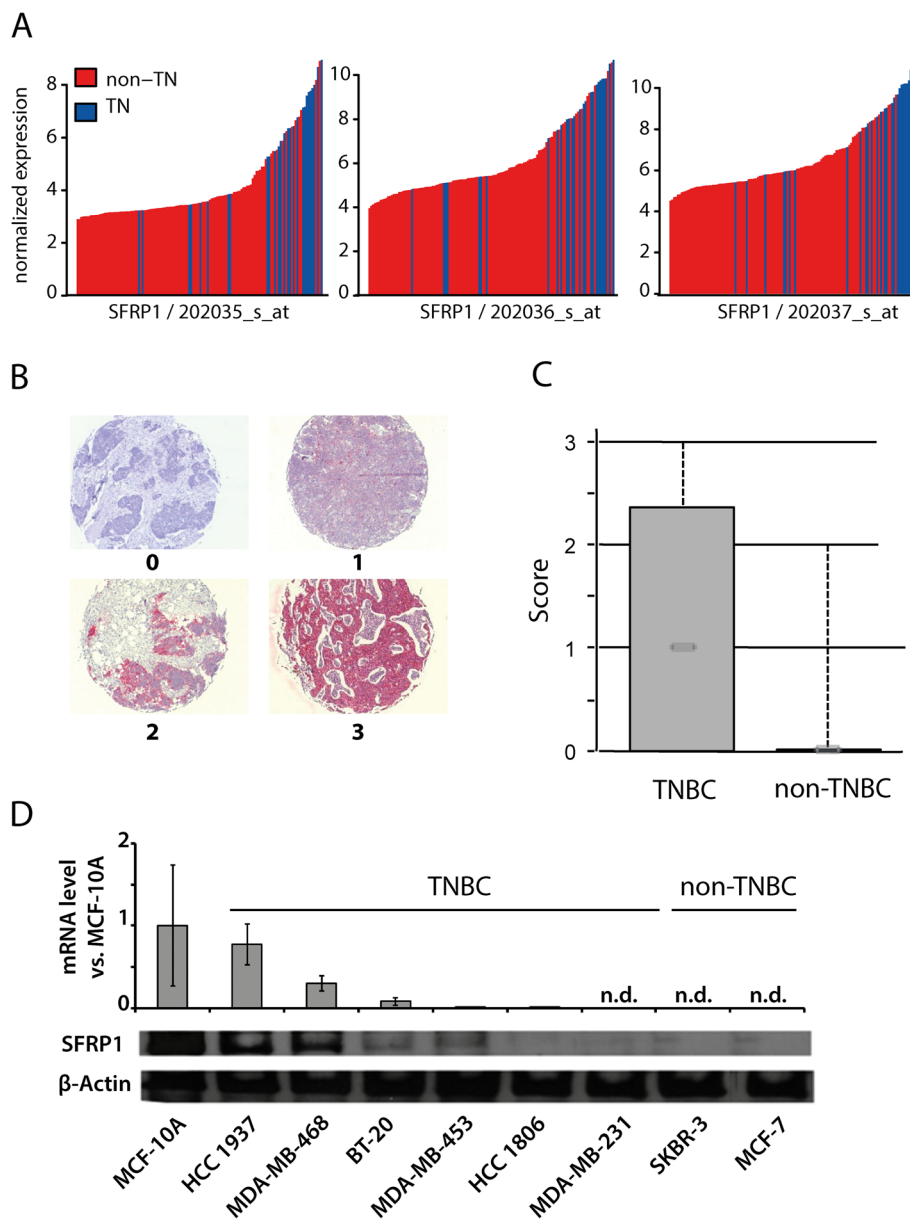 A
normalized expression
8
6
4
2
0
non–TN
TN
SFRP1 / 202035_s_at
10
8
6
4
2
0
SFRP1 / 202036_s_at
10
8
6
4
2
0
SFRP1 / 202037_s_at
B
0
1
2
3
C
Score
3
2
1
0
TNBC
non-TNBC
D
mRNA level
vs. MCF-10A
2
1
0
TNBC
non-TNBC
n.d.
n.d.
n.d.
SFRP1
β-Actin
MCF-10A
HCC 1937
MDA-MB-468
BT-20
MDA-MB-453
HCC 1806
MDA-MB-231
SKBR-3
MCF-7